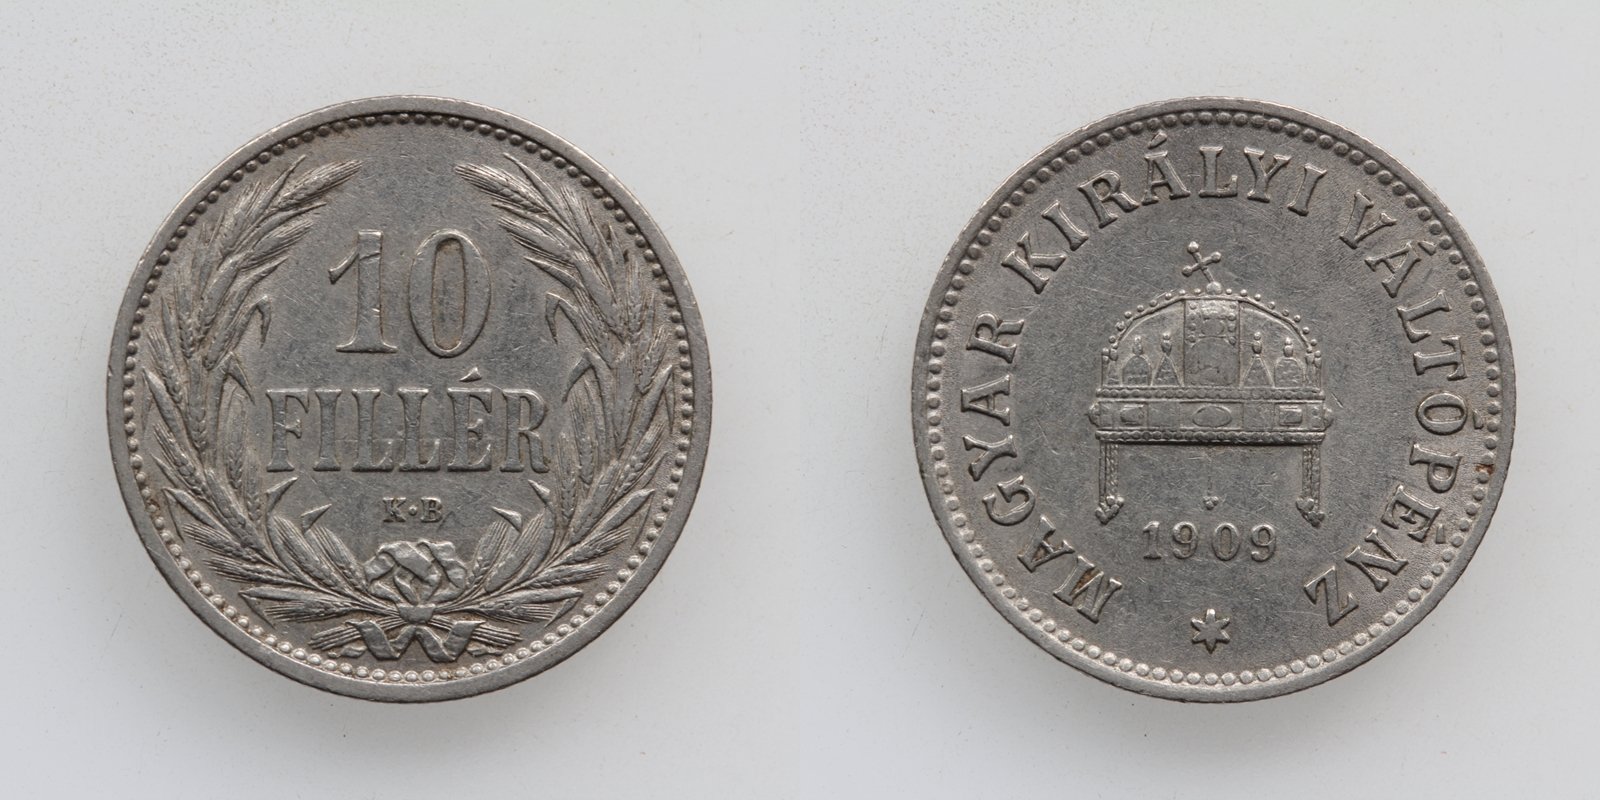 10
FILLÉR
K•B
MAGYAR KIRÁLYI VÁLTÓPÉNZ
1909